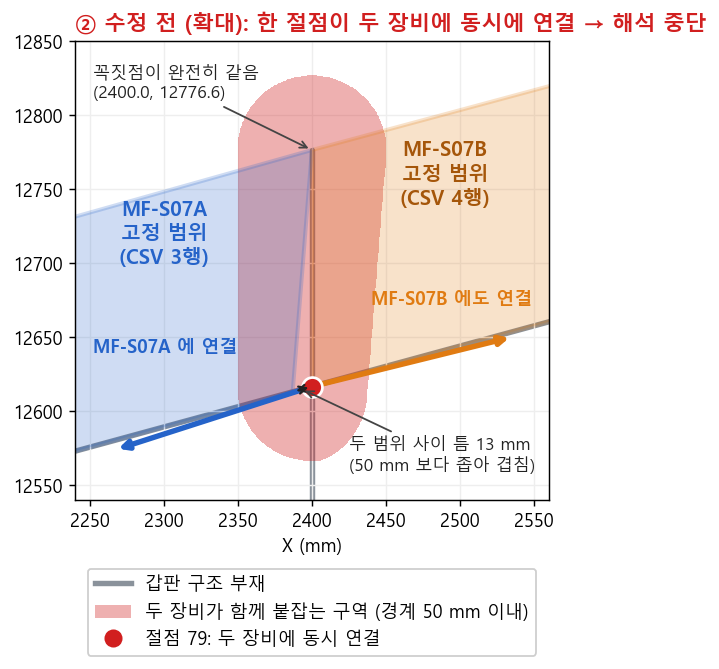 ② 수정 전 (확대): 한 절점이 두 장비에 동시에 연결 → 해석 중단
12850
12800
12750
12700
12650
12600
12550
꼭짓점이 완전히 같음
(2400.0, 12776.6)
MF-S07A
고정 범위
(CSV 3행)
MF-S07B
고정 범위
(CSV 4행)
MF-S07B 에도 연결
MF-S07A 에 연결
두 범위 사이 틈 13 mm
(50 mm 보다 좁아 겹침)
2250 2300 2350 2400 2450 2500 2550
X (mm)
갑판 구조 부재
두 장비가 함께 붙잡는 구역 (경계 50 mm 이내)
절점 79: 두 장비에 동시 연결